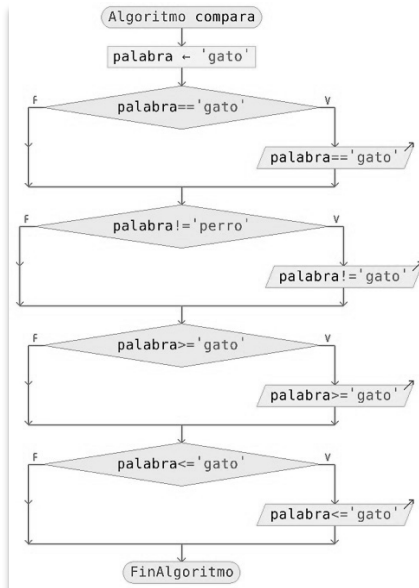 Algoritmo compara
palabra ← 'gato'
F
palabra=='gato'
V
palabra=='gato'
F
palabra!='perro'
V
palabra!='gato'
F
palabra>='gato'
V
palabra>='gato'
F
palabra<='gato'
V
palabra<='gato'
FinAlgoritmo